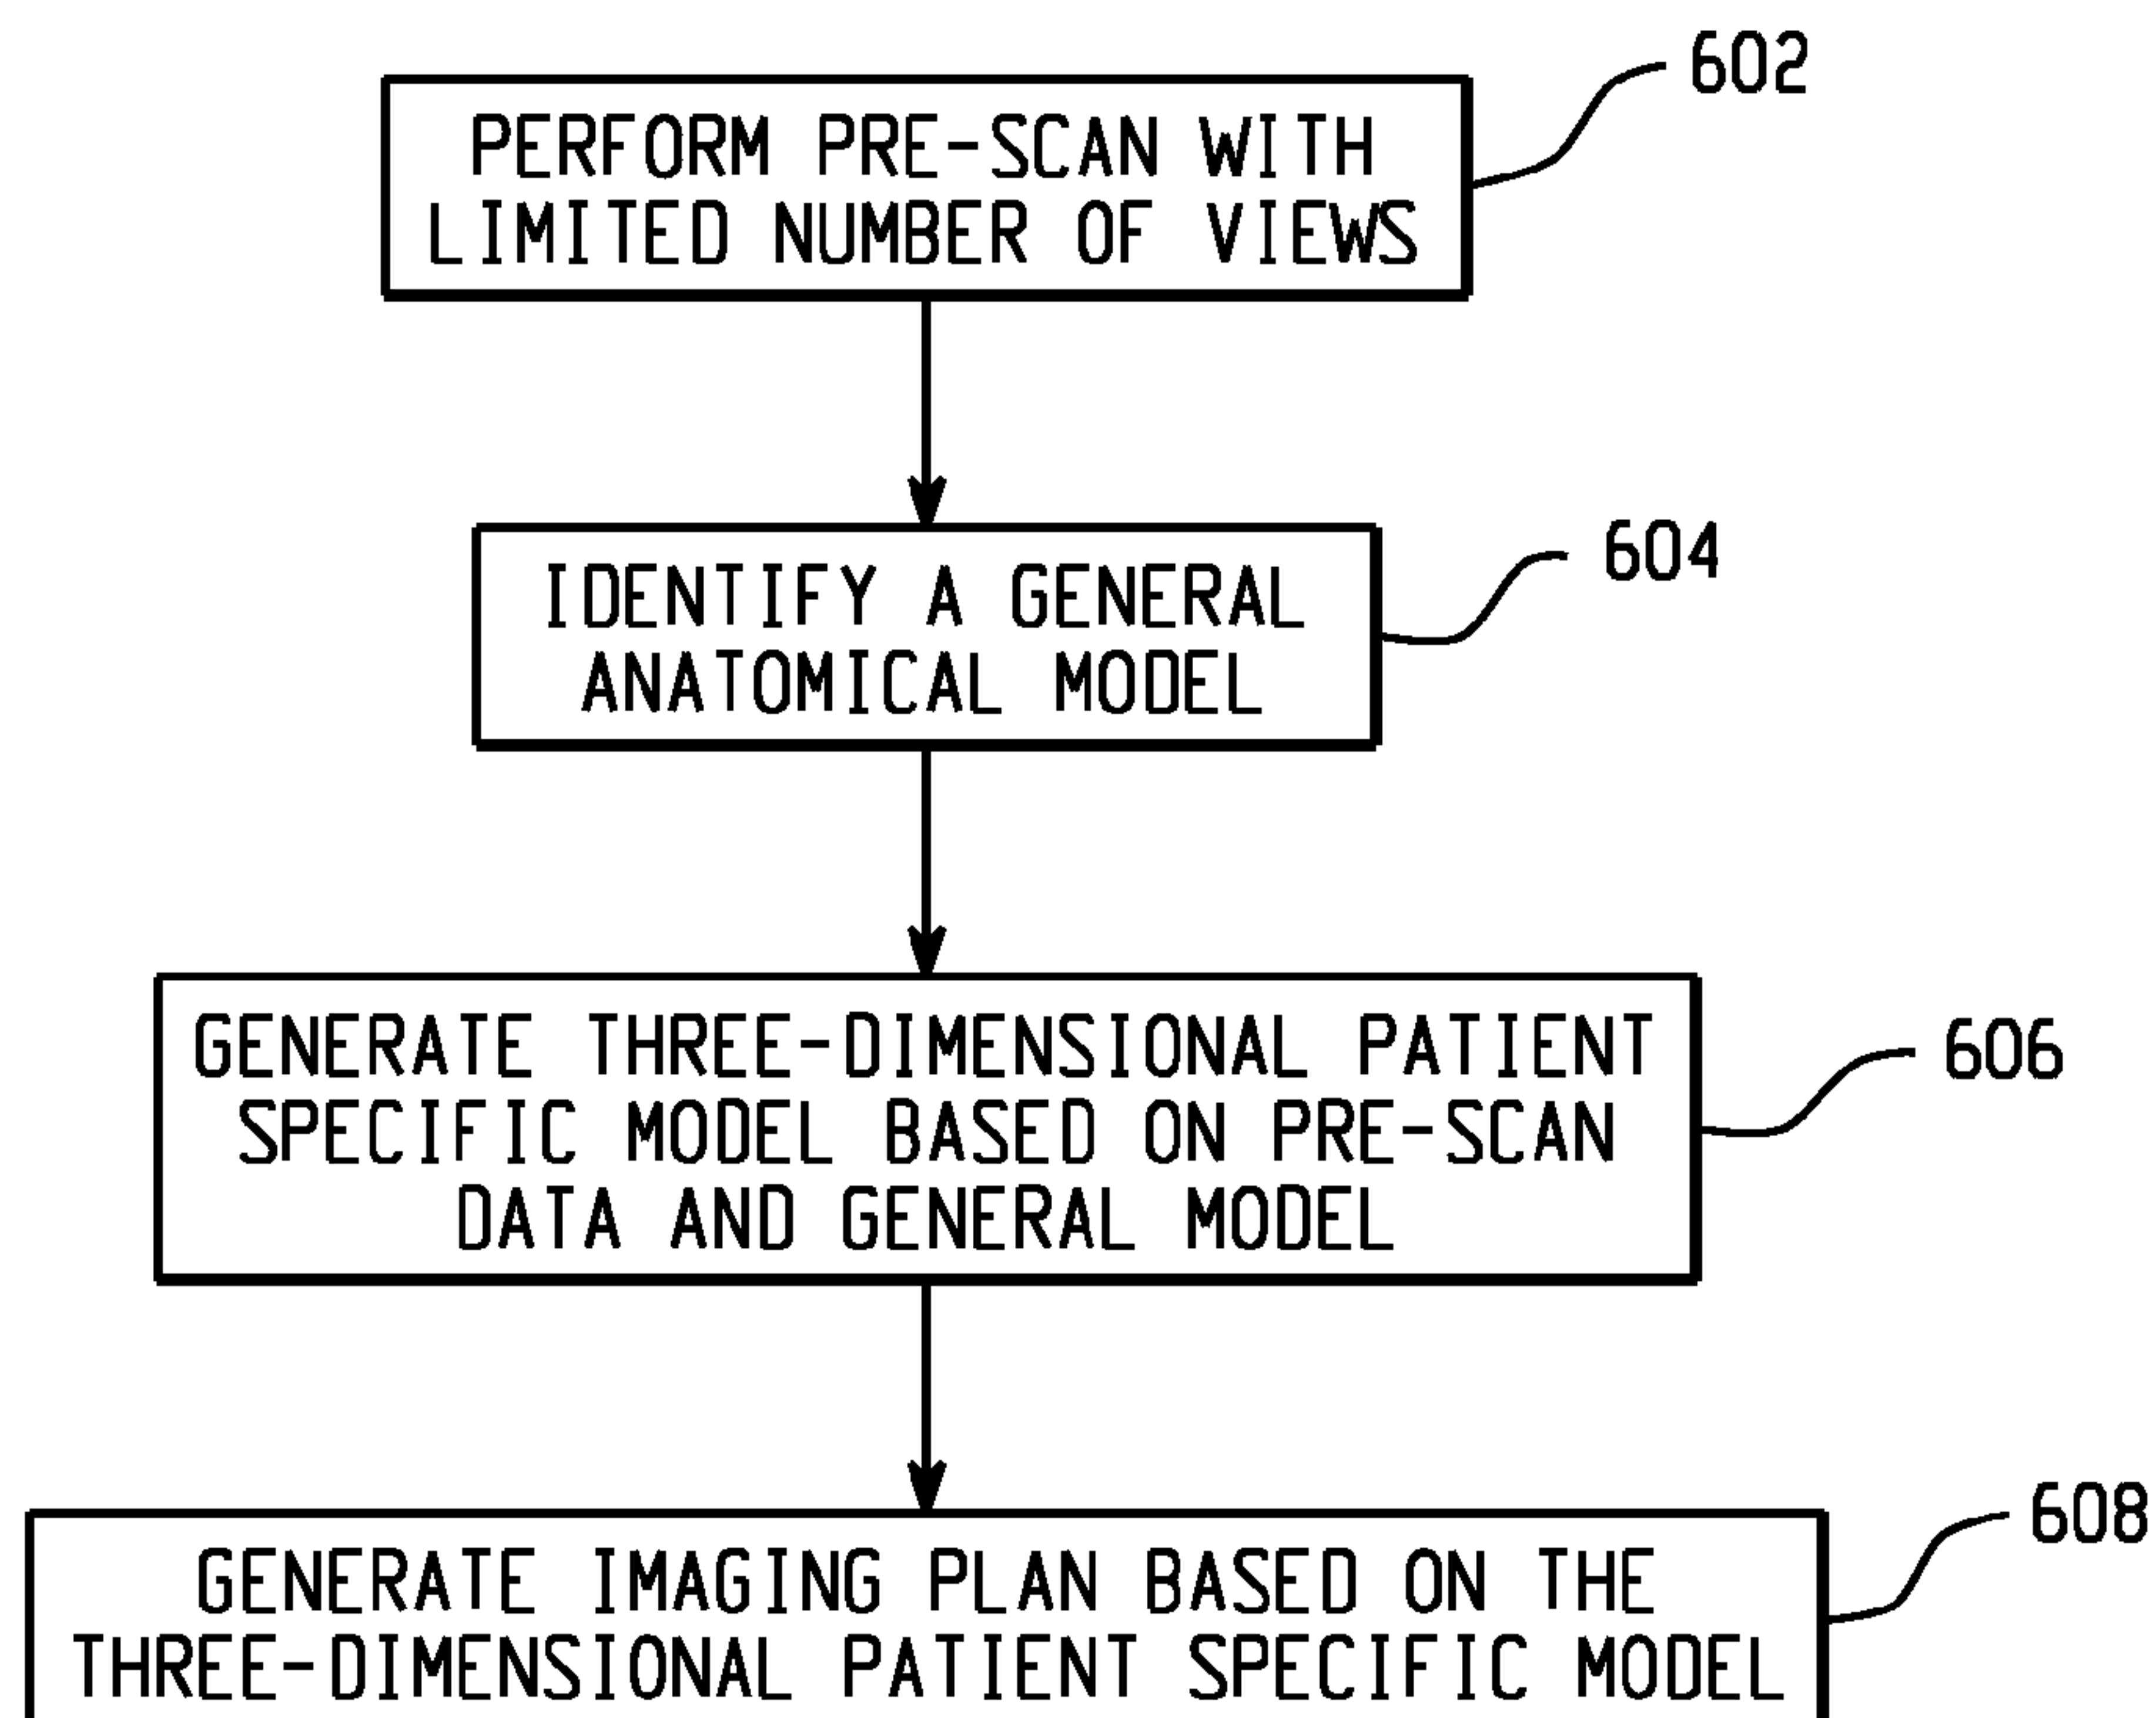 602
PERFORM PRE-SCAN WITH
LIMITED NUMBER OF VIEWS
604
IDENTIFY A GENERAL
ANATOMICAL MODEL
606
GENERATE THREE-DIMENSIONAL PATIENT
SPECIFIC MODEL BASED ON PRE-SCAN
DATA AND GENERAL MODEL
608
GENERATE IMAGING PLAN BASED ON THE
THREE-DIMENSIONAL PATIENT SPECIFIC MODEL